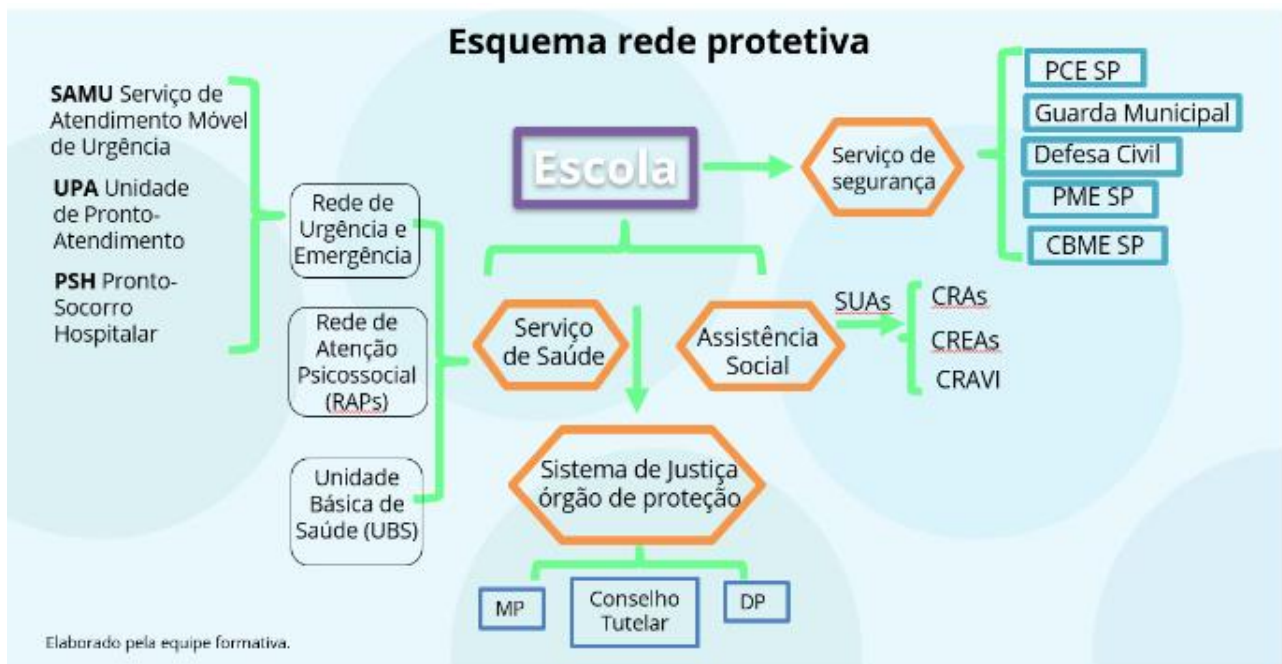 Esquema rede protetiva
SAMU Serviço de
Atendimento Móvel
de Urgência
UPA Unidade
de Pronto-
Atendimento
PSH Pronto-
Socorro
Hospitalar
Rede de
Urgência e
Emergência
Rede de
Atenção
Psicossocial
(RAPs)
Unidade
Básica de
Saúde (UBS)
Escola
Serviço de
segurança
PCE SP
Guarda Municipal
Defesa Civil
PME SP
CBME SP
Serviço
de Saúde
Assistência
Social
SUAs
CRAs
CREAs
CRAVI
Sistema de Justiça
órgão de proteção
MP
Conselho
Tutelar
DP
Elaborado pela equipe formativa.